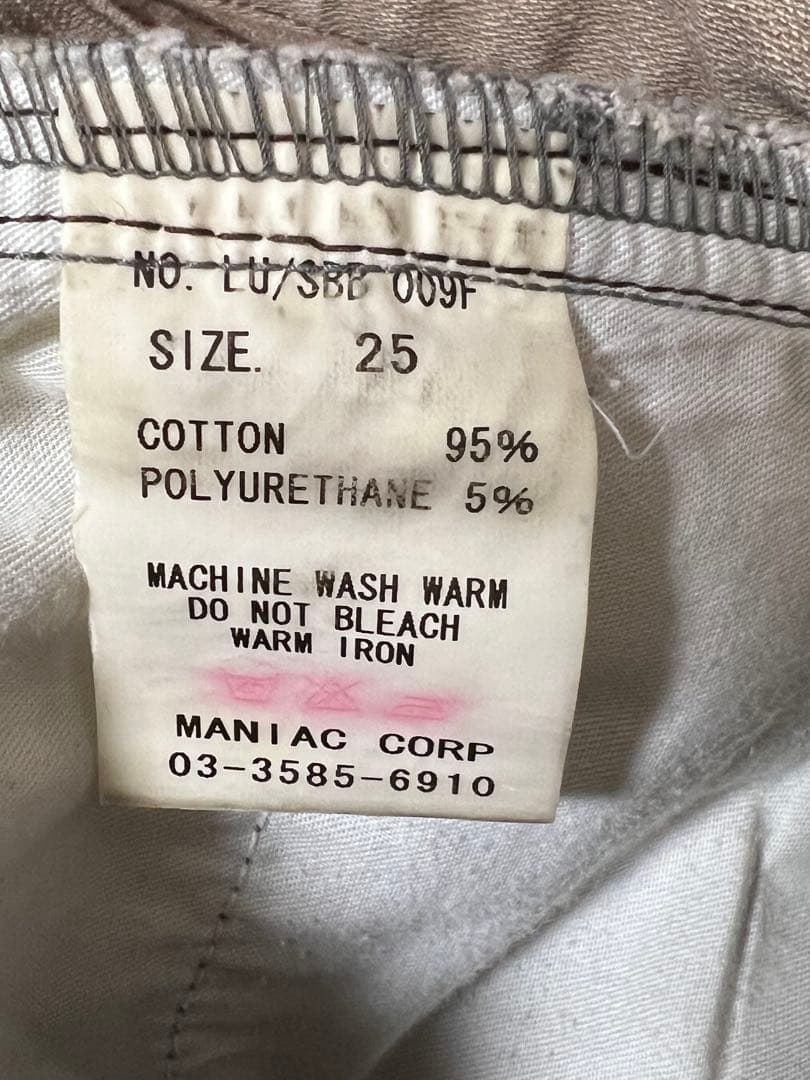 NO. LU/SBB 009F
SIZE. 25
COTTON 95%
POLYURETHANE 5%
MACHINE WASH WARM
DO NOT BLEACH
WARM IRON
MANIAC CORP
03-3585-6910